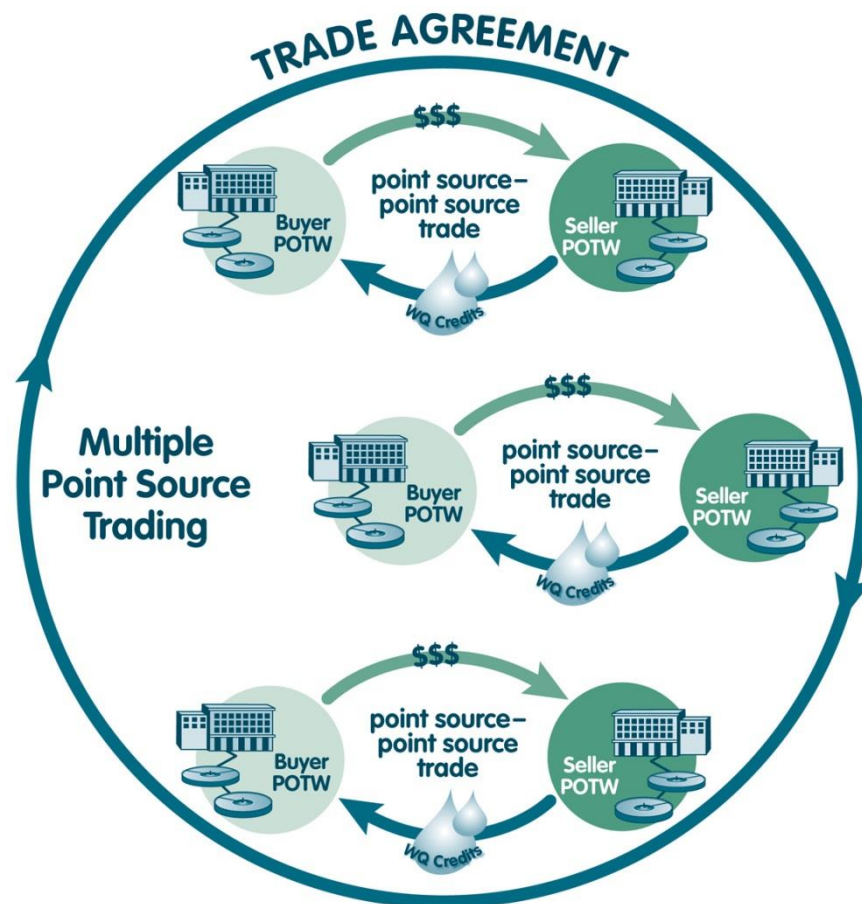 TRADE AGREEMENT
$$$
point source–
point source
trade
Buyer
POTW
Seller
POTW
WQ Credits
Multiple
Point Source
Trading
$$$
point source–
point source
trade
Buyer
POTW
Seller
POTW
WQ Credits
$$$
point source–
point source
trade
Buyer
POTW
Seller
POTW
WQ Credits